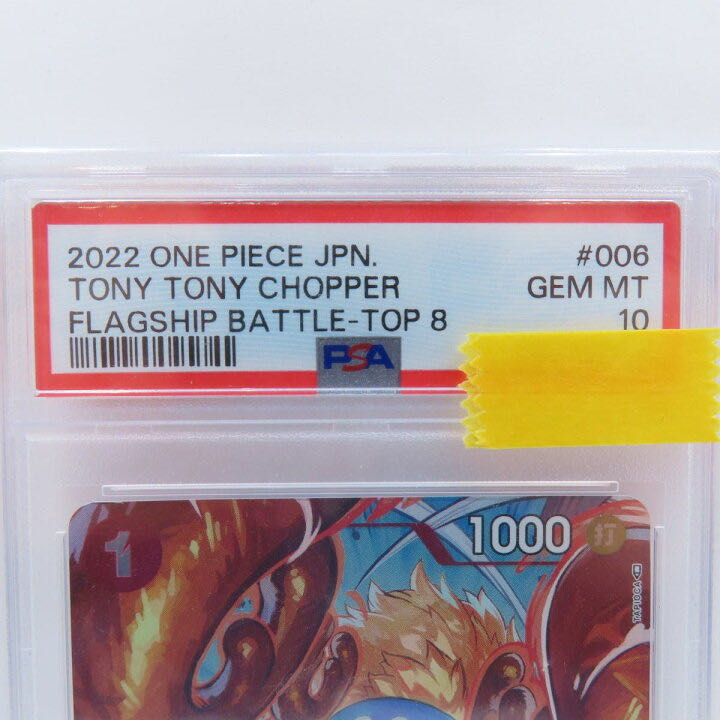 2022 ONE PIECE JPN. #006
TONY TONY CHOPPER GEM MT
FLAGSHIP BATTLE-TOP 8 10
PSA
1 1000 打
TAPIOCA